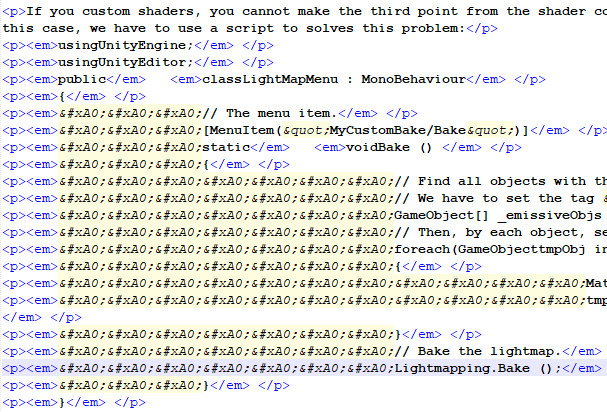 <p>If you custom shaders, you cannot make the third point from the shader co
this case, we have to use a script to solves this problem:</p>
<p><em>usingUnityEngine;</em> </p>
<p><em>usingUnityEditor;</em> </p>
<p><em>public</em>   <em>classLightMapMenu : MonoBehaviour</em> </p>
<p><em>{</em> </p>
<p><em>&#xA0;&#xA0;&#xA0;// The menu item.</em> </p>
<p><em>&#xA0;&#xA0;&#xA0;[MenuItem(&quot;MyCustomBake/Bake&quot;)]</em> </p>
<p><em>&#xA0;&#xA0;&#xA0;static</em>   <em>voidBake () </em> </p>
<p><em>&#xA0;&#xA0;&#xA0;{</em> </p>
<p><em>&#xA0;&#xA0;&#xA0;&#xA0;&#xA0;&#xA0;&#xA0;// Find all objects with th
<p><em>&#xA0;&#xA0;&#xA0;&#xA0;&#xA0;&#xA0;&#xA0;// We have to set the tag &
<p><em>&#xA0;&#xA0;&#xA0;&#xA0;&#xA0;&#xA0;&#xA0;GameObject[] _emissiveObjs
<p><em>&#xA0;&#xA0;&#xA0;&#xA0;&#xA0;&#xA0;&#xA0;// Then, by each object, se
<p><em>&#xA0;&#xA0;&#xA0;&#xA0;&#xA0;&#xA0;&#xA0;foreach(GameObjecttmpObj in
<p><em>&#xA0;&#xA0;&#xA0;&#xA0;&#xA0;&#xA0;&#xA0;{</em> </p>
<p><em>&#xA0;&#xA0;&#xA0;&#xA0;&#xA0;&#xA0;&#xA0;&#xA0;&#xA0;&#xA0;&#xA0;Mat
<p><em>&#xA0;&#xA0;&#xA0;&#xA0;&#xA0;&#xA0;&#xA0;&#xA0;&#xA0;&#xA0;&#xA0;tmp
</em> </p>
<p><em>&#xA0;&#xA0;&#xA0;&#xA0;&#xA0;&#xA0;&#xA0;}</em> </p>
<p><em>&#xA0;&#xA0;&#xA0;&#xA0;&#xA0;&#xA0;&#xA0;// Bake the lightmap.</em>
<p><em>&#xA0;&#xA0;&#xA0;&#xA0;&#xA0;&#xA0;&#xA0;Lightmapping.Bake ();</em>
<p><em>&#xA0;&#xA0;&#xA0;}</em> </p>
<p><em>}</em> </p>